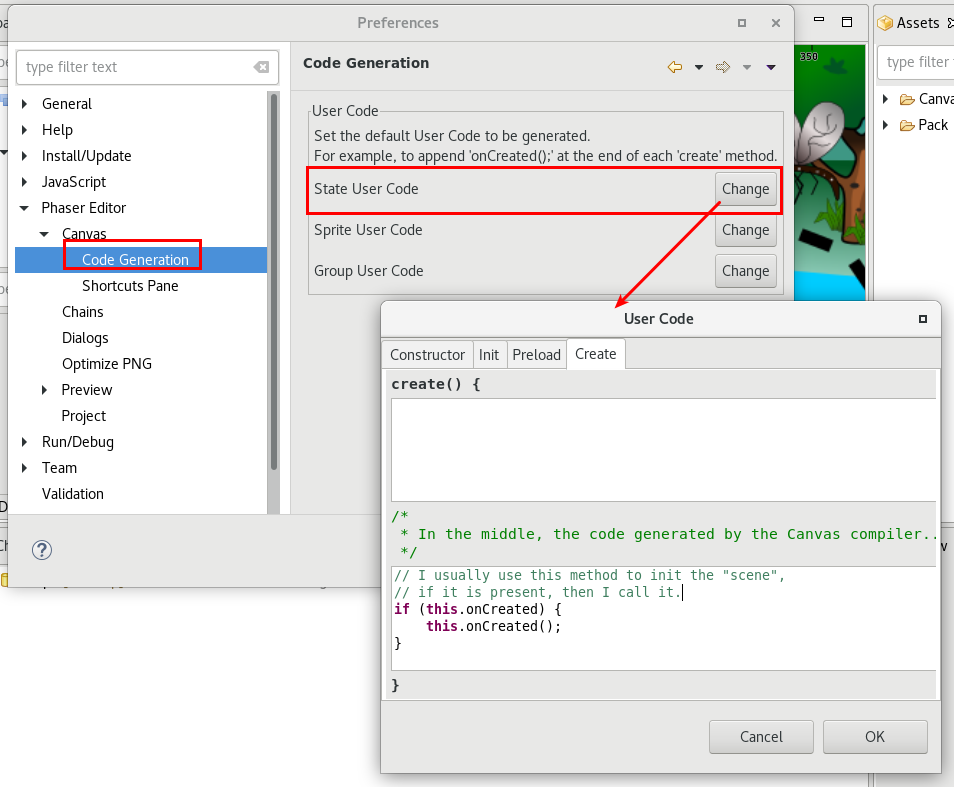 Preferences
Assets
type filter text
Code Generation
350
type filter
General
Help
Install/Update
JavaScript
Phaser Editor
Canvas
Code Generation
Shortcuts Pane
Chains
Dialogs
Optimize PNG
Preview
Project
Run/Debug
Team
Validation
User Code
Set the default User Code to be generated.
For example, to append 'onCreated();' at the end of each 'create' method.
State User Code
Change
Sprite User Code
Change
Group User Code
Change
Pack
User Code
Constructor
Init
Preload
Create
create() {
/*
* In the middle, the code generated by the Canvas compiler..
*/
// I usually use this method to init the "scene",
// if it is present, then I call it.
if (this.onCreated) {
this.onCreated();
}
}
Cancel
OK
?